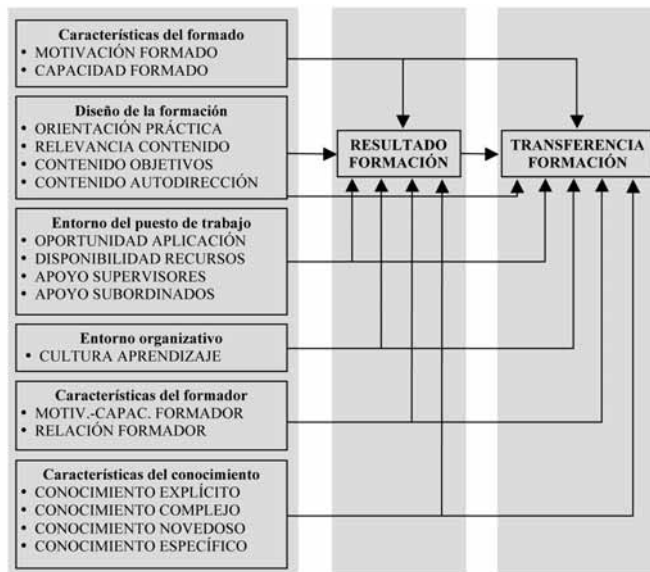 Características del formado
• MOTIVACIÓN FORMADO
• CAPACIDAD FORMADO
Diseño de la formación
• ORIENTACIÓN PRÁCTICA
• RELEVANCIA CONTENIDO
• CONTENIDO OBJETIVOS
• CONTENIDO AUTODIRECCIÓN
RESULTADO
FORMACIÓN
TRANSFERENCIA
FORMACIÓN
Entorno del puesto de trabajo
• OPORTUNIDAD APLICACIÓN
• DISPONIBILIDAD RECURSOS
• APOYO SUPERVISORES
• APOYO SUBORDINADOS
Entorno organizativo
• CULTURA APRENDIZAJE
Características del formador
• MOTIV.-CAPAC. FORMADOR
• RELACIÓN FORMADOR
Características del conocimiento
• CONOCIMIENTO EXPLÍCITO
• CONOCIMIENTO COMPLEJO
• CONOCIMIENTO NOVEDOSO
• CONOCIMIENTO ESPECÍFICO